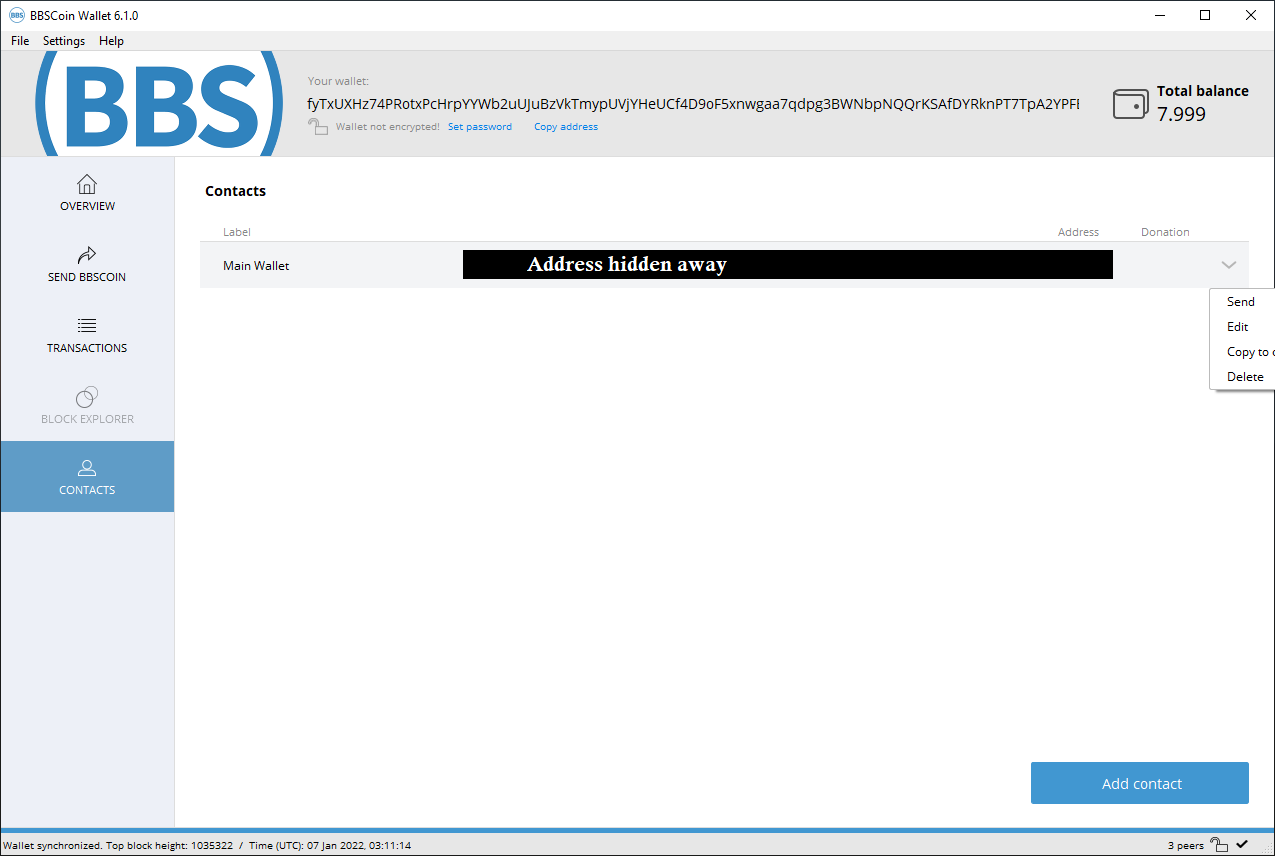 BBS BBSCoin Wallet 6.1.0
File Settings Help
(BBS)
Your wallet:
fyTxUXHz74PRotxPcHrpYYWb2uUJuBzVkTmypUVjYHeUCf4D9oF5xnwgaa7qdpg3BWNbpNQQrKSAfDYRknPT7TpA2YPFI
Wallet not encrypted! Set password Copy address
Total balance
7.999
OVERVIEW
SEND BBSCOIN
TRANSACTIONS
BLOCK EXPLORER
CONTACTS
Contacts
Label Address Donation
Main Wallet Address hidden away
Send
Edit
Copy to
Delete
Add contact
Wallet synchronized. Top block height: 1035322 / Time (UTC): 07 Jan 2022, 03:11:14
3 peers